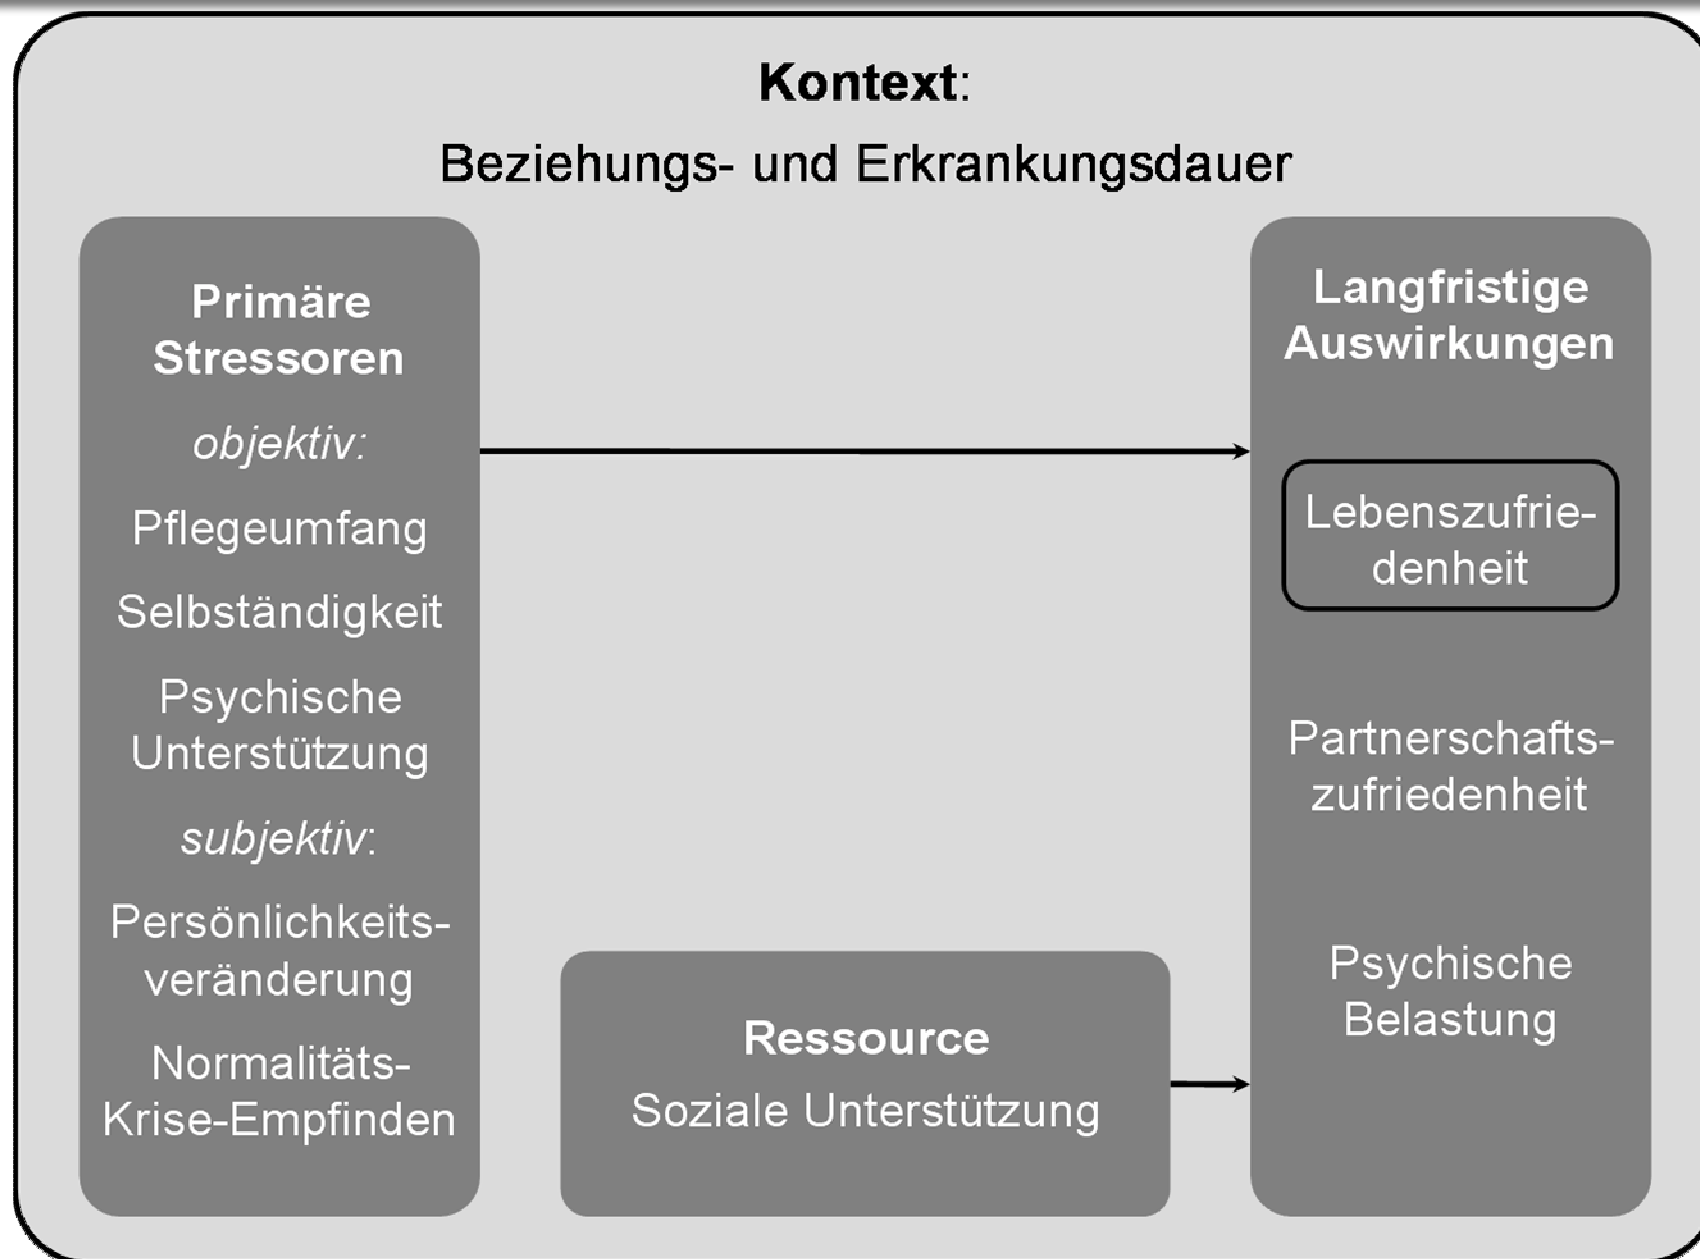 Kontext:
Beziehungs- und Erkrankungsdauer
Primäre
Stressoren
objektiv:
Pflegeumfang
Selbständigkeit
Psychische
Unterstützung
subjektiv:
Persönlichkeits-
veränderung
Normalitäts-
Krise-Empfinden
Ressource
Soziale Unterstützung
Langfristige
Auswirkungen
Lebenszufrie-
denheit
Partnerschafts-
zufriedenheit
Psychische
Belastung